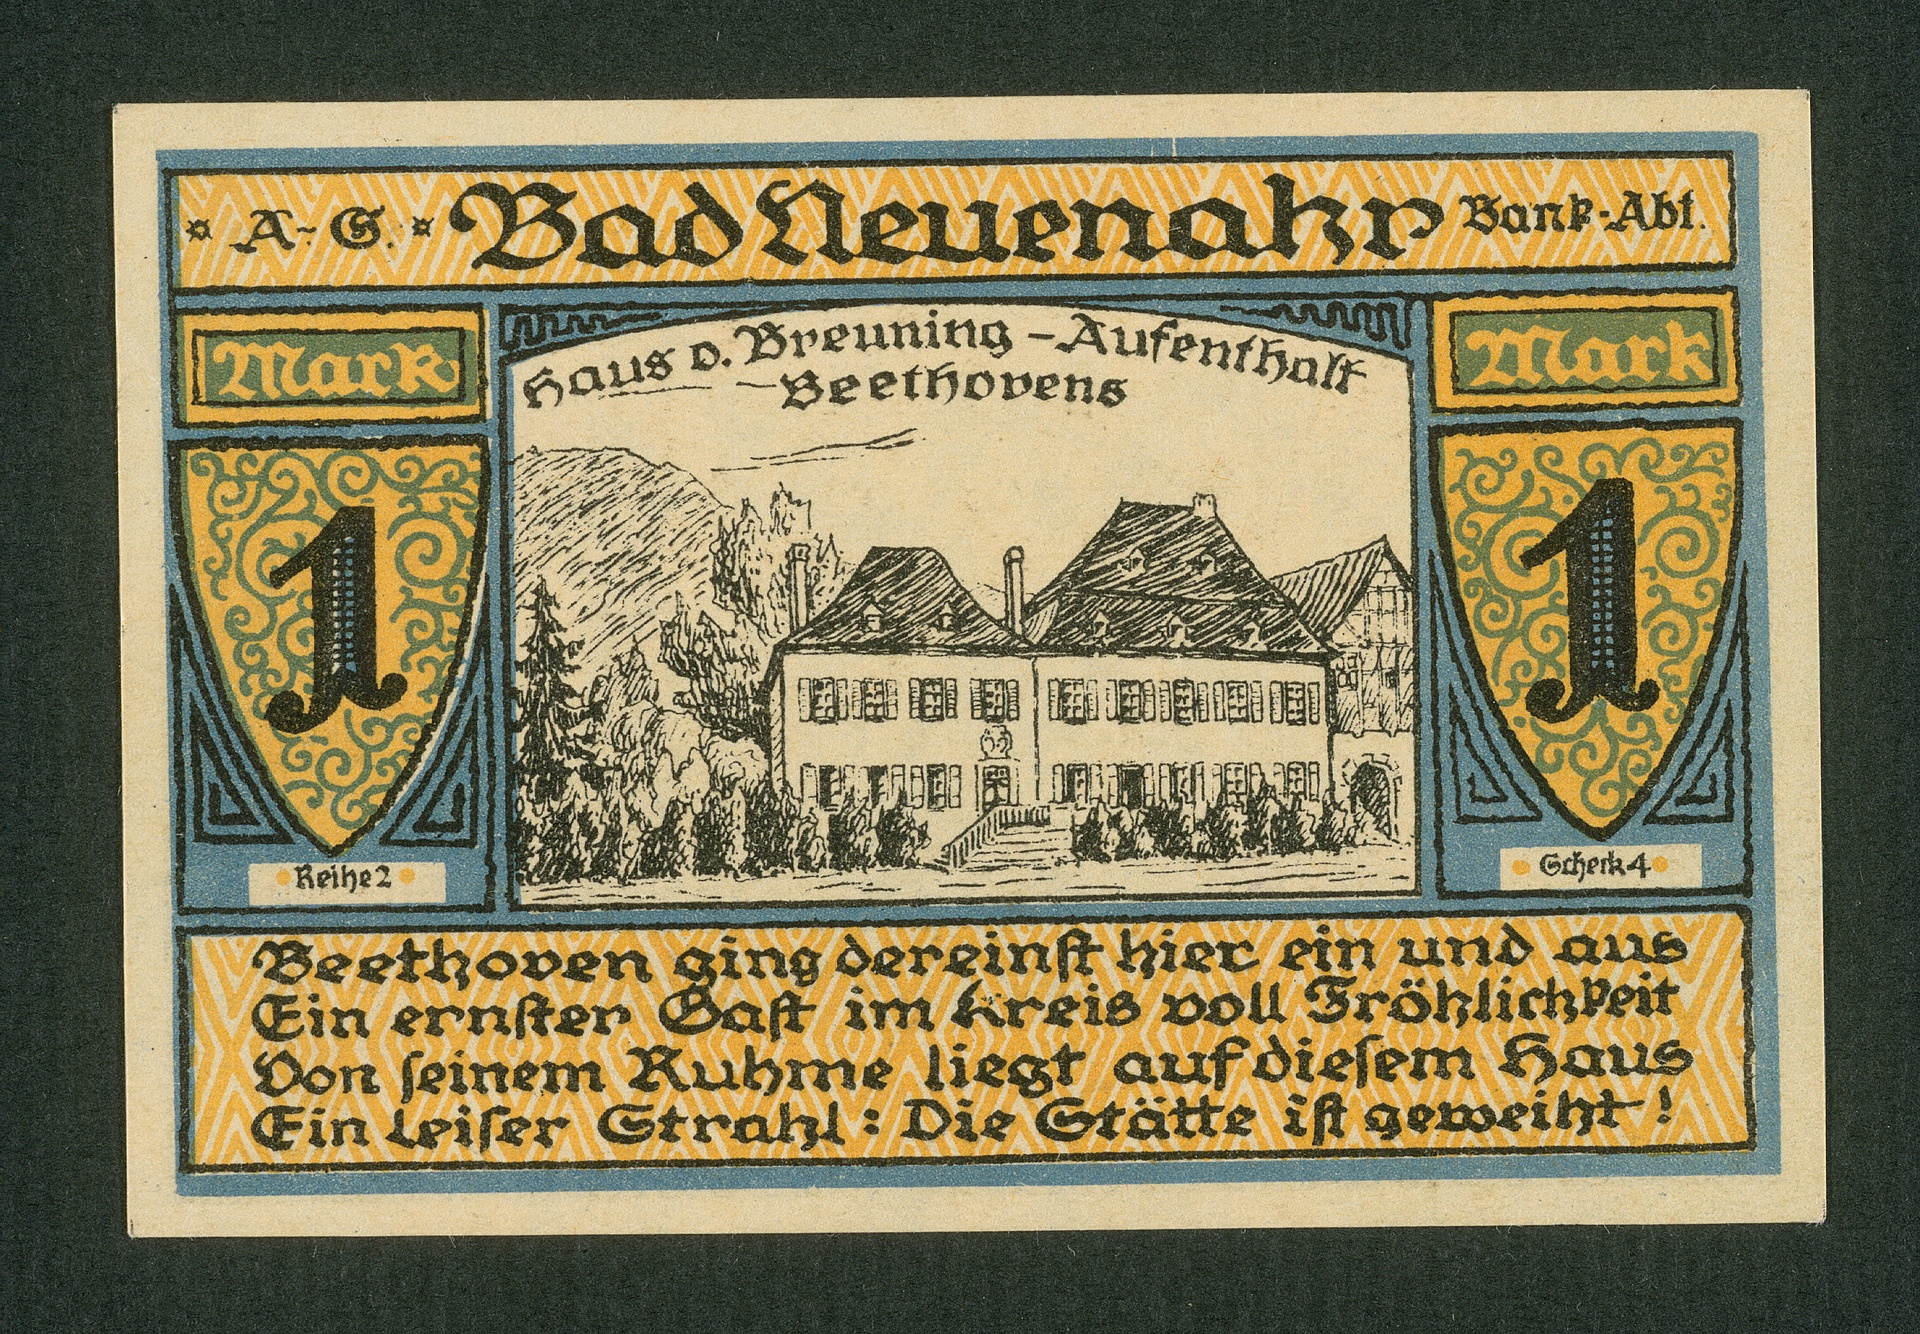 ¤ A-G. ¤ Bad Neuenahr Bank-Abt.
Mark
Haus v. Breuning – Aufenthalt
Beethovens
Mark
1
1
Reihe 2
Scheck 4
Beethoven ging dereinſt hier ein und aus
Ein ernſter Gaſt im Kreis voll Fröhlichkeit
Von ſeinem Ruhme liegt auf dieſem Haus
Ein leiſer Strahl: Die Stätte iſt geweiht!